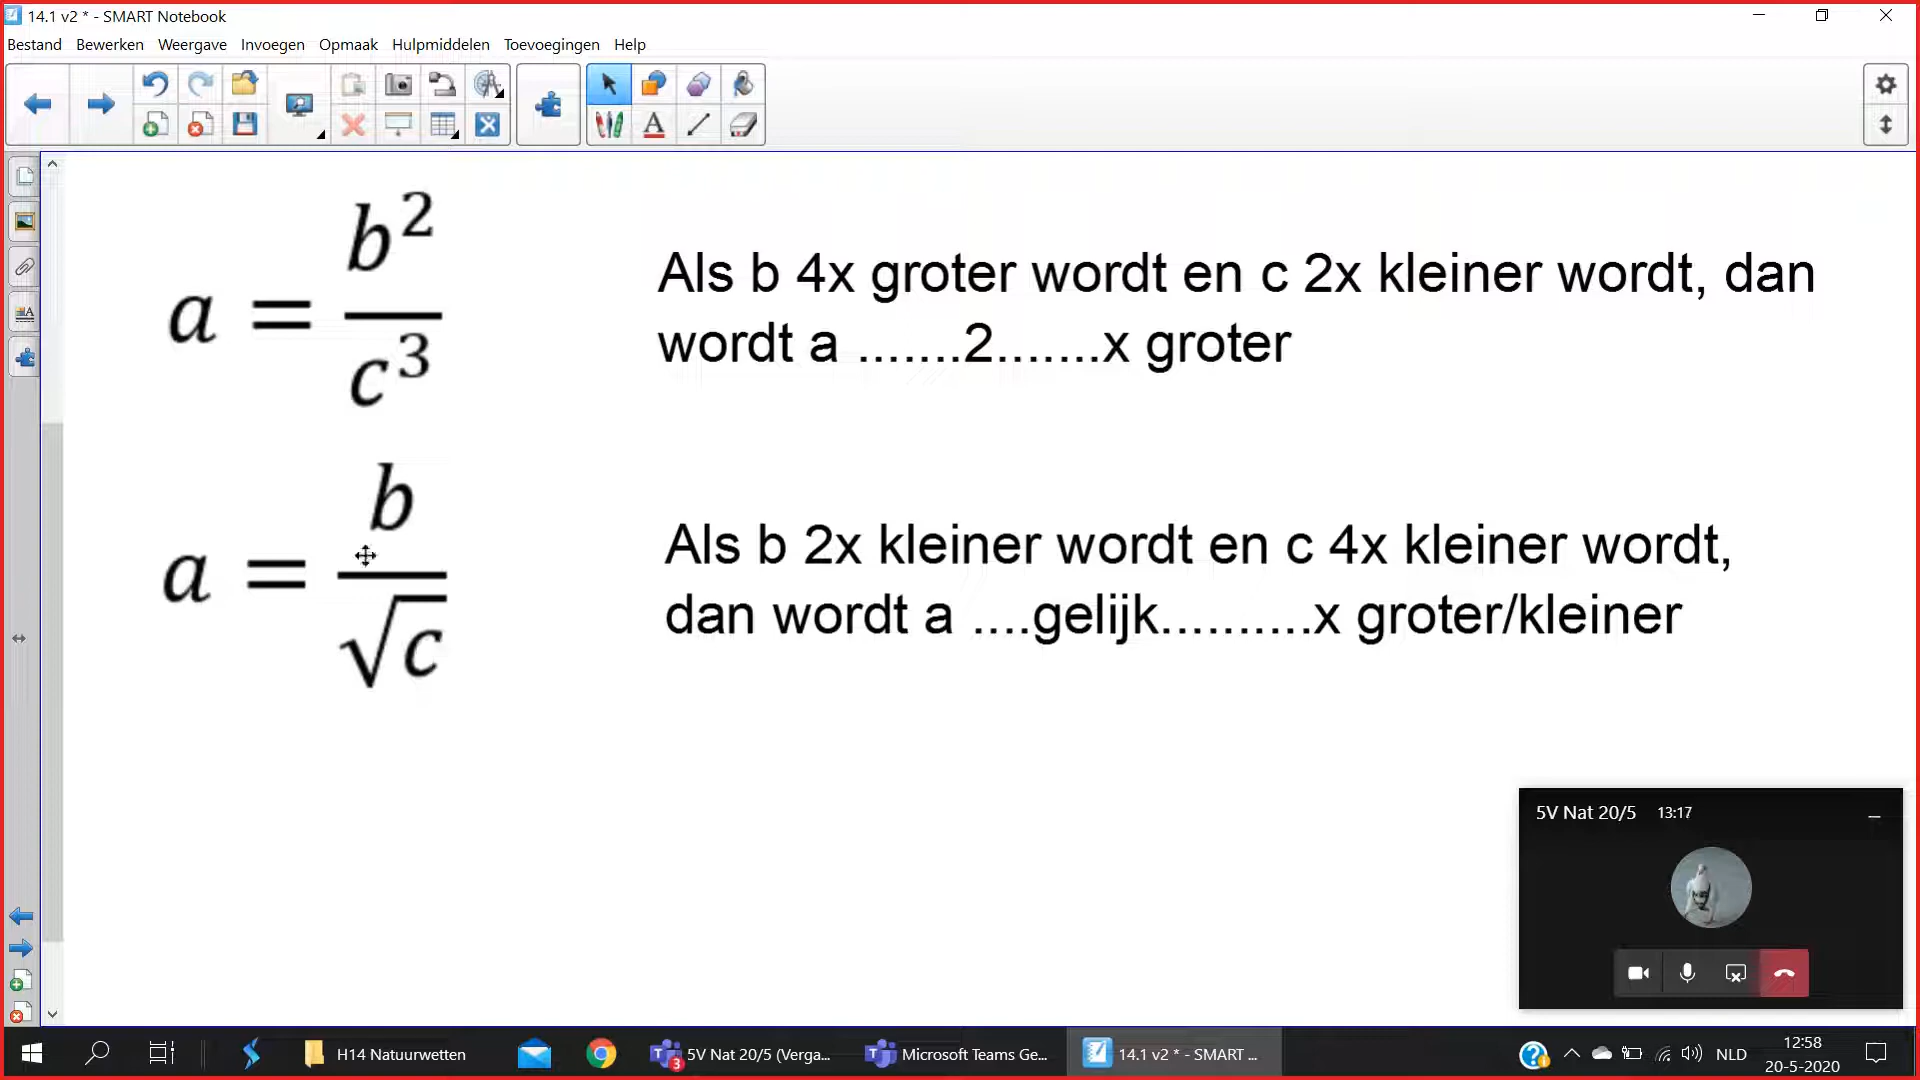 14.1 v2 * - SMART Notebook
Bestand Bewerken Weergave Invoegen Opmaak Hulpmiddelen Toevoegingen Help
a = b² / c³
Als b 4x groter wordt en c 2x kleiner wordt, dan
wordt a .......2.......x groter
a = b / √c
Als b 2x kleiner wordt en c 4x kleiner wordt,
dan wordt a ....gelijk..........x groter/kleiner
5V Nat 20/5 13:17
H14 Natuurwetten
3
5V Nat 20/5 (Verga...
Microsoft Teams Ge...
14.1 v2 * - SMART ...
NLD
12:58
20-5-2020